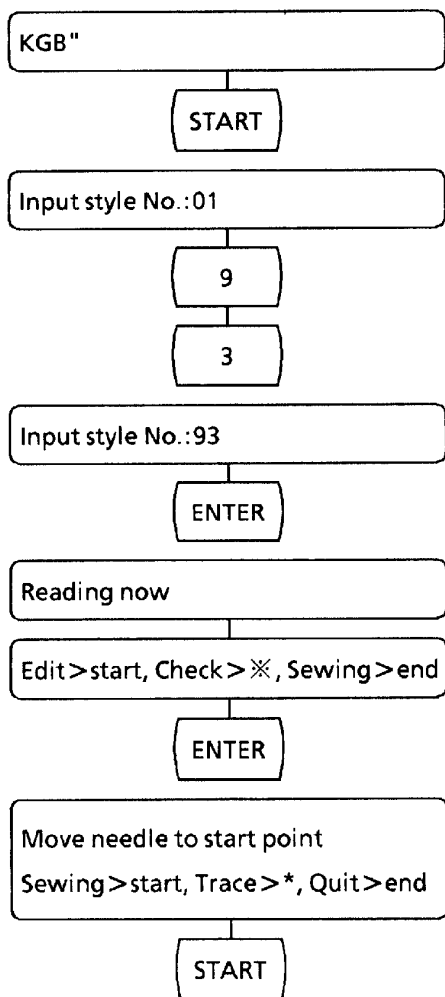 KGB"
START
Input style No.:01
9
3
Input style No.:93
ENTER
Reading now
Edit>start, Check>※, Sewing>end
ENTER
Move needle to start point
Sewing>start, Trace>*, Quit>end
START